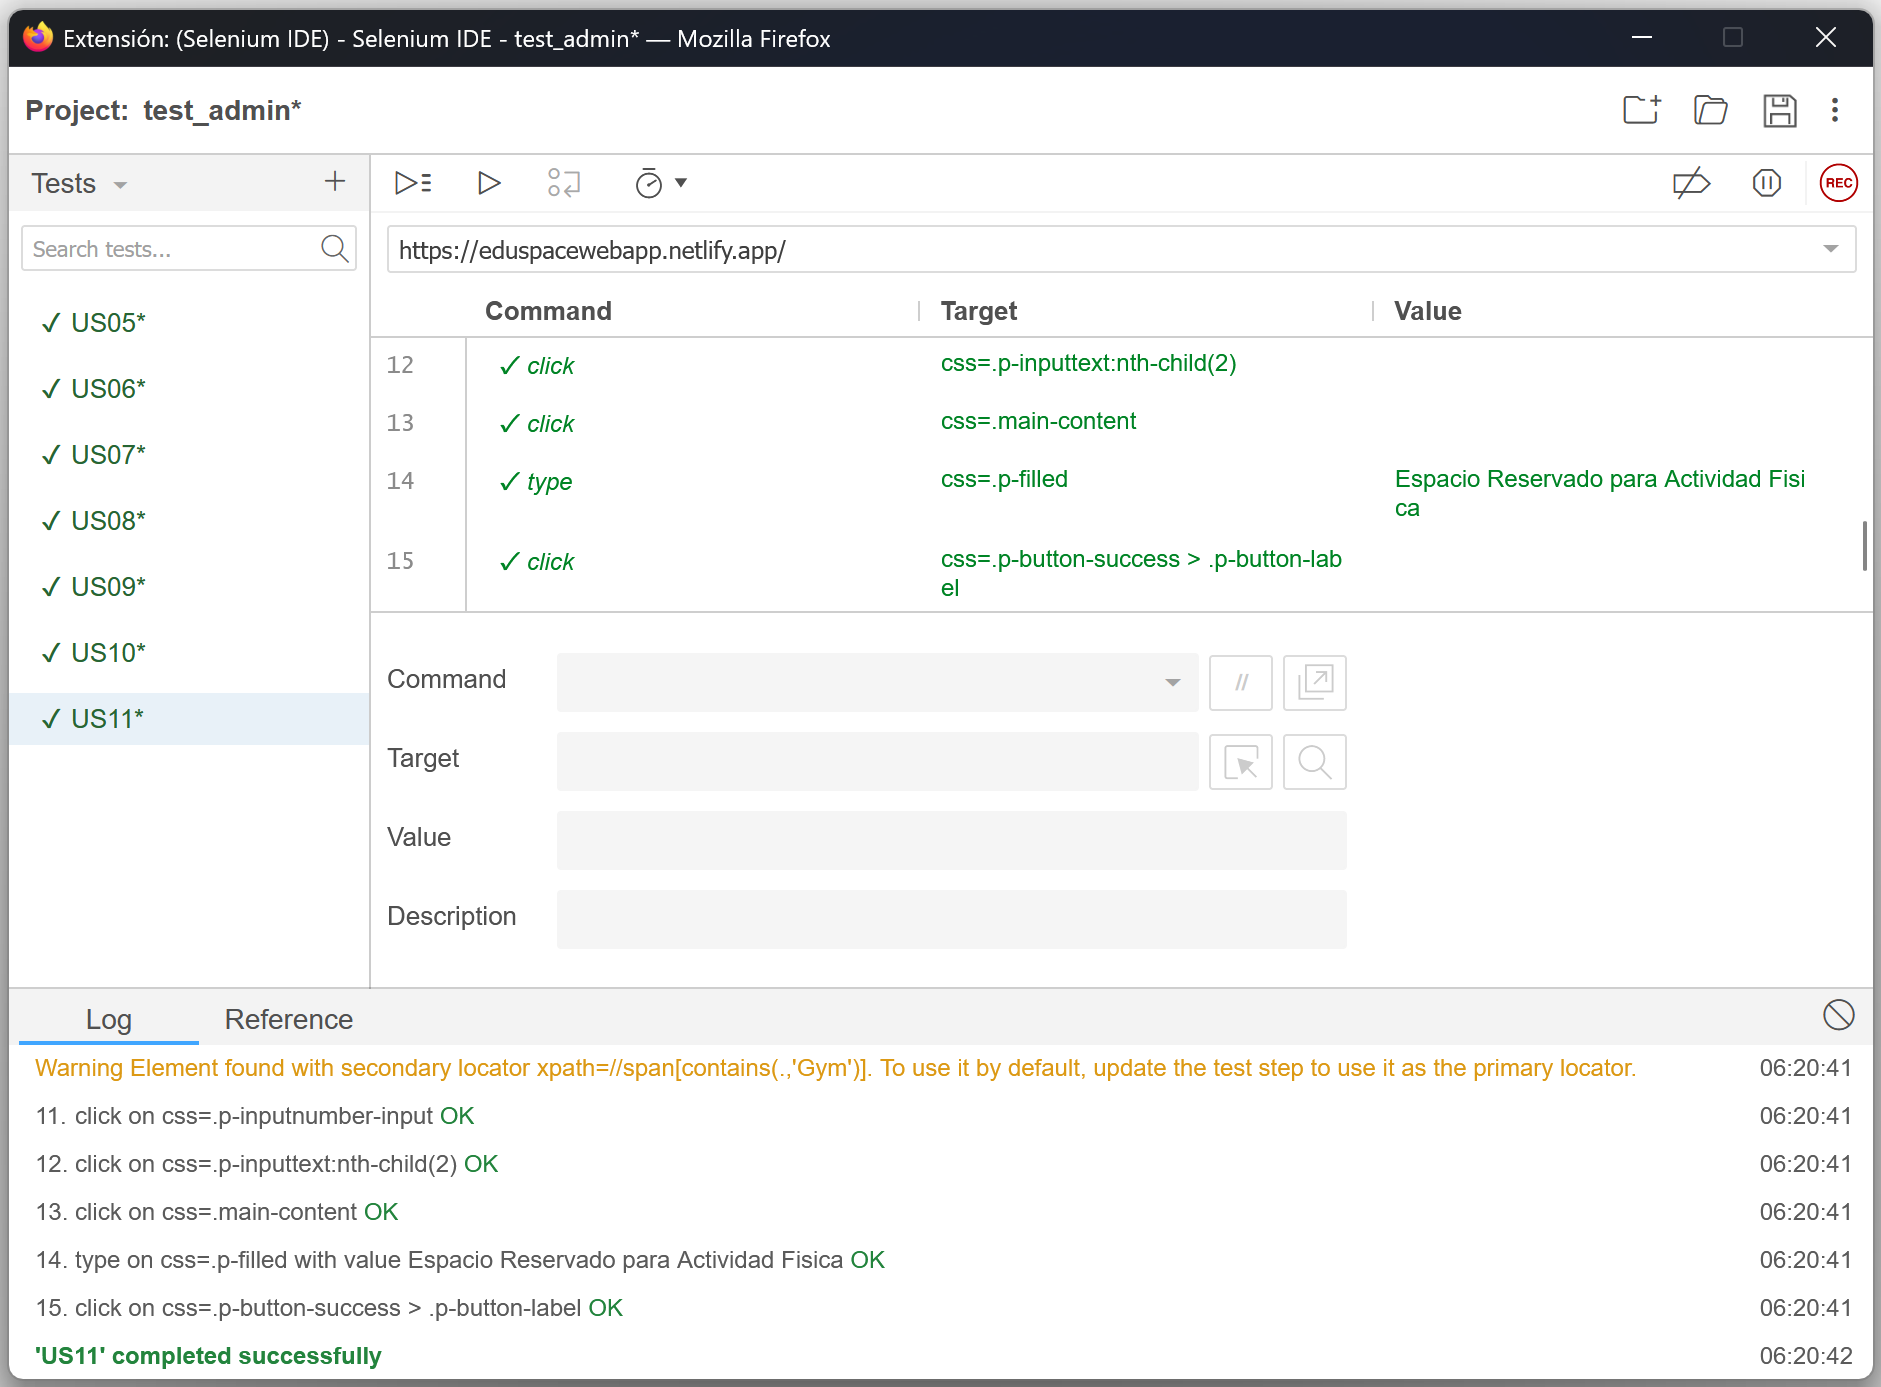 Extensión: (Selenium IDE) - Selenium IDE - test_admin* — Mozilla Firefox
Project: test_admin*
Tests
REC
Search tests...
https://eduspacewebapp.netlify.app/
Command Target Value
US05*
US06*
US07*
US08*
US09*
US10*
US11*
12 click css=.p-inputtext:nth-child(2)
13 click css=.main-content
14 type css=.p-filled Espacio Reservado para Actividad Fisi
ca
15 click css=.p-button-success > .p-button-lab
el
Command //
Target
Value
Description
Log Reference
Warning Element found with secondary locator xpath=//span[contains(.,'Gym')]. To use it by default, update the test step to use it as the primary locator. 06:20:41
11. click on css=.p-inputnumber-input OK 06:20:41
12. click on css=.p-inputtext:nth-child(2) OK 06:20:41
13. click on css=.main-content OK 06:20:41
14. type on css=.p-filled with value Espacio Reservado para Actividad Fisica OK 06:20:41
15. click on css=.p-button-success > .p-button-label OK 06:20:41
'US11' completed successfully 06:20:42